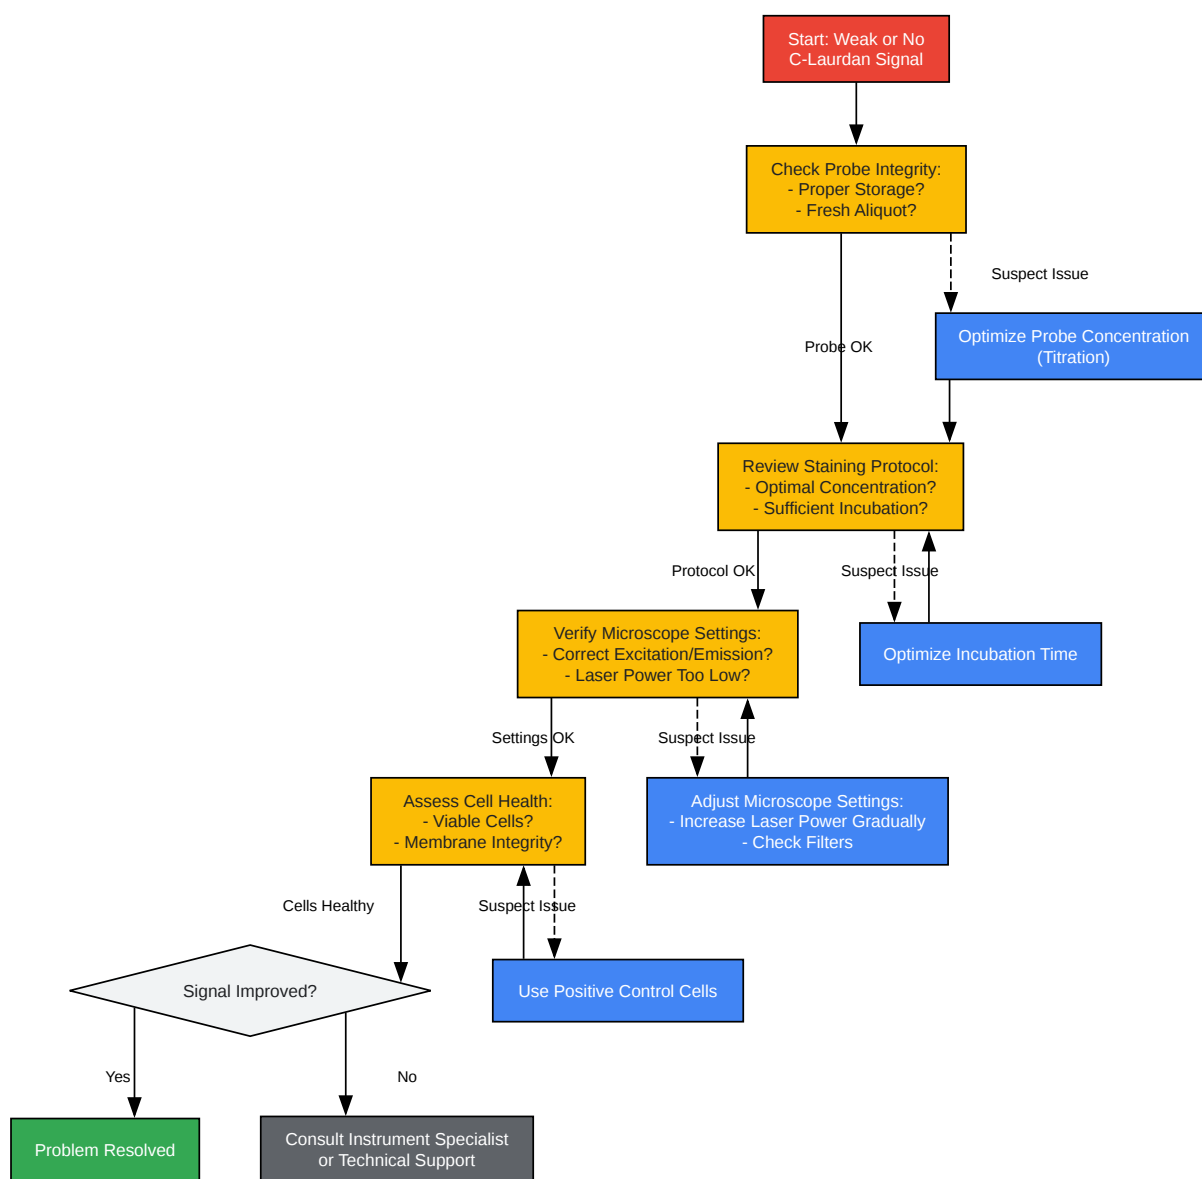 Start: Weak or No
C-Laurdan Signal
Check Probe Integrity:
- Proper Storage?
- Fresh Aliquot?
Suspect Issue
Optimize Probe Concentration
(Titration)
Probe OK
Review Staining Protocol:
- Optimal Concentration?
- Sufficient Incubation?
Protocol OK
Suspect Issue
Verify Microscope Settings:
- Correct Excitation/Emission?
- Laser Power Too Low?
Optimize Incubation Time
Settings OK
Suspect Issue
Assess Cell Health:
- Viable Cells?
- Membrane Integrity?
Adjust Microscope Settings:
- Increase Laser Power Gradually
- Check Filters
Cells Healthy
Suspect Issue
Signal Improved?
Use Positive Control Cells
Yes
No
Problem Resolved
Consult Instrument Specialist
or Technical Support